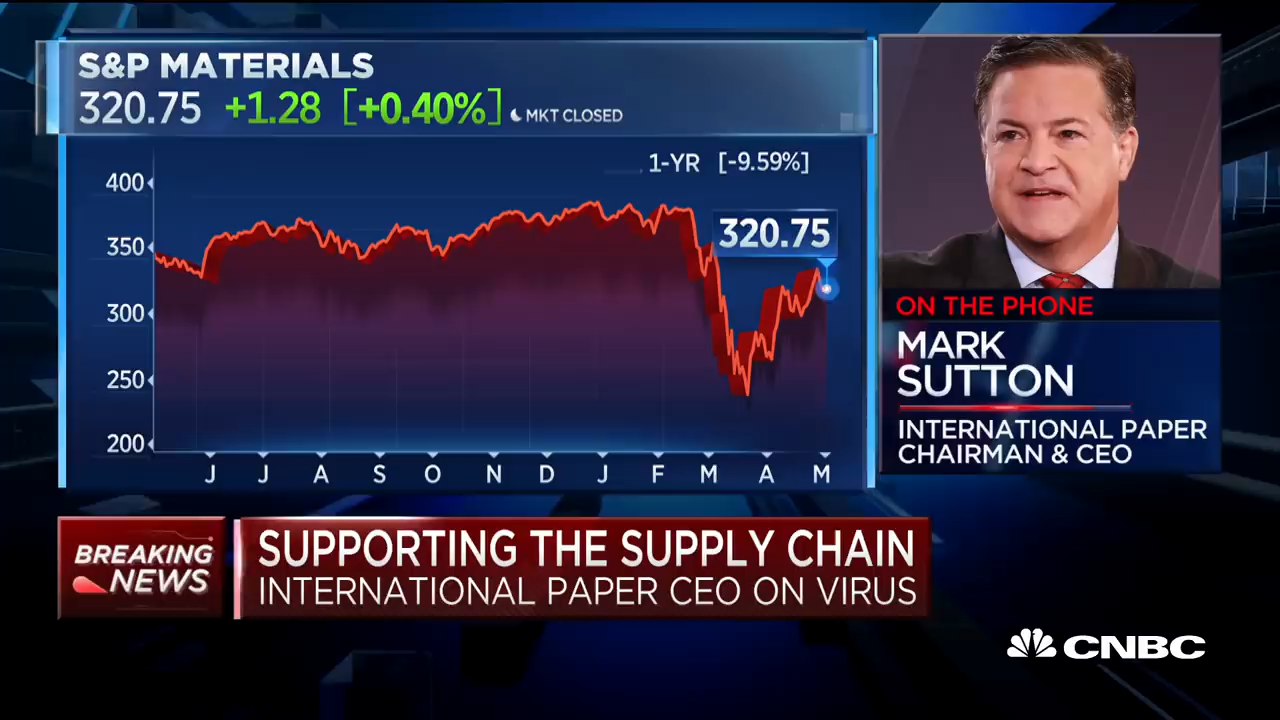 S&P MATERIALS
320.75 +1.28 [+0.40%] MKT CLOSED
1-YR [-9.59%]
400
350
300
250
200
320.75
J J A S O N D J F M A M
ON THE PHONE
MARK
SUTTON
INTERNATIONAL PAPER
CHAIRMAN & CEO
BREAKING
NEWS
SUPPORTING THE SUPPLY CHAIN
INTERNATIONAL PAPER CEO ON VIRUS
CNBC